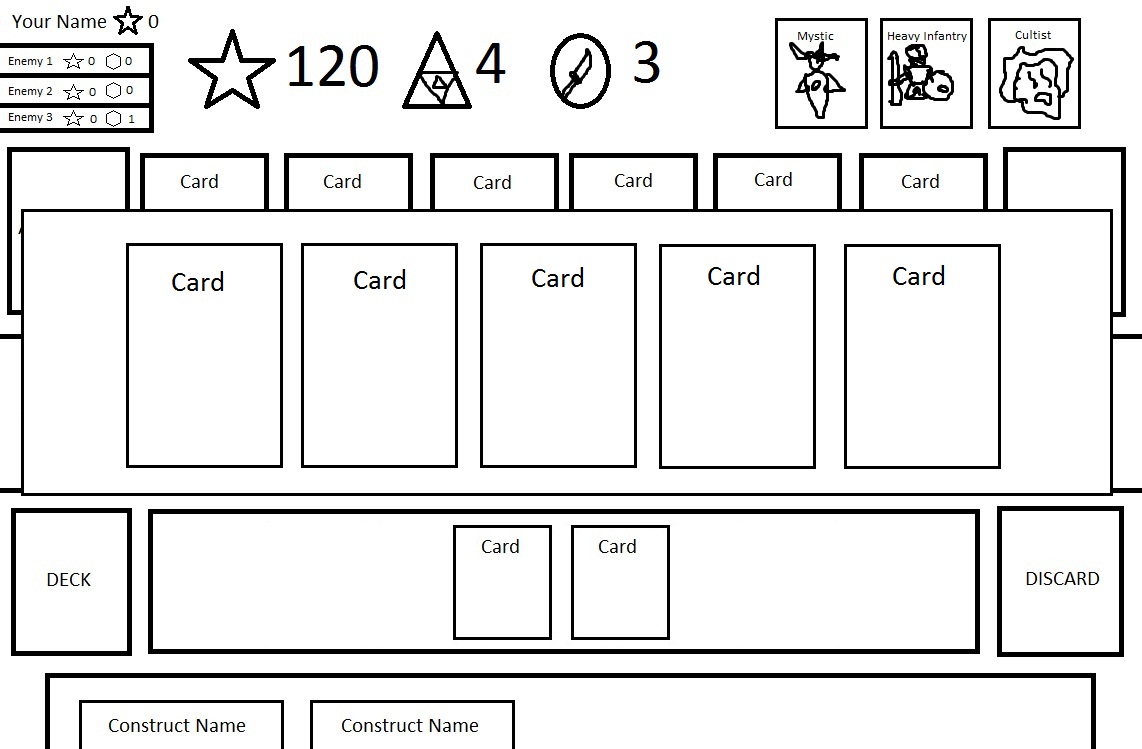 Your Name 0
Enemy 1 0 0
Enemy 2 0 0
Enemy 3 0 1
120 4 3
Mystic
Heavy Infantry
Cultist
Card Card Card Card Card Card
Card Card Card Card Card
DECK
Card Card
DISCARD
Construct Name Construct Name